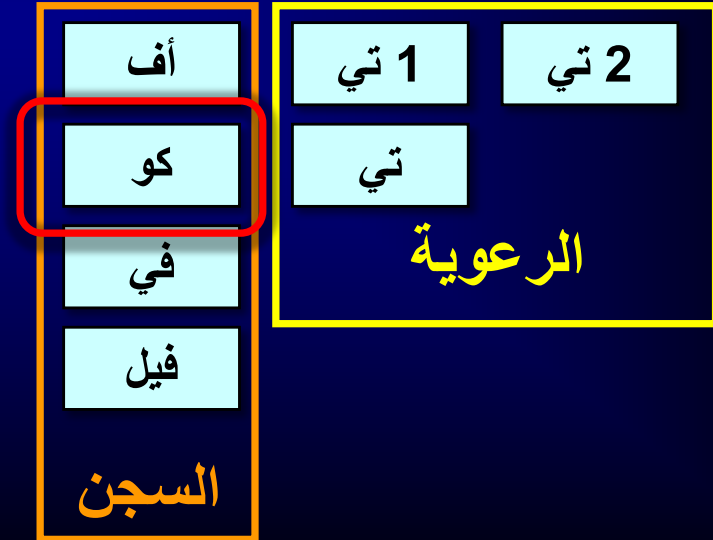 2 تي
1 تي
أف
تي
كو
الرعوية
في
فيل
السجن